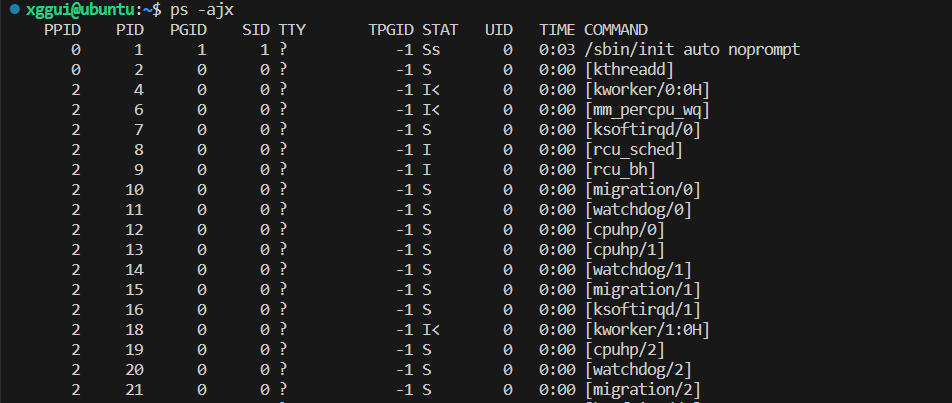 xggui@ubuntu:~$ ps -ajx
PPID PID PGID SID TTY TPGID STAT UID TIME COMMAND
0 1 1 1 ? -1 Ss 0 0:03 /sbin/init auto noprompt
0 2 0 0 ? -1 S 0 0:00 [kthreadd]
2 4 0 0 ? -1 I< 0 0:00 [kworker/0:0H]
2 6 0 0 ? -1 I< 0 0:00 [mm_percpu_wq]
2 7 0 0 ? -1 S 0 0:00 [ksoftirqd/0]
2 8 0 0 ? -1 I 0 0:00 [rcu_sched]
2 9 0 0 ? -1 I 0 0:00 [rcu_bh]
2 10 0 0 ? -1 S 0 0:00 [migration/0]
2 11 0 0 ? -1 S 0 0:00 [watchdog/0]
2 12 0 0 ? -1 S 0 0:00 [cpuhp/0]
2 13 0 0 ? -1 S 0 0:00 [cpuhp/1]
2 14 0 0 ? -1 S 0 0:00 [watchdog/1]
2 15 0 0 ? -1 S 0 0:00 [migration/1]
2 16 0 0 ? -1 S 0 0:00 [ksoftirqd/1]
2 18 0 0 ? -1 I< 0 0:00 [kworker/1:0H]
2 19 0 0 ? -1 S 0 0:00 [cpuhp/2]
2 20 0 0 ? -1 S 0 0:00 [watchdog/2]
2 21 0 0 ? -1 S 0 0:00 [migration/2]